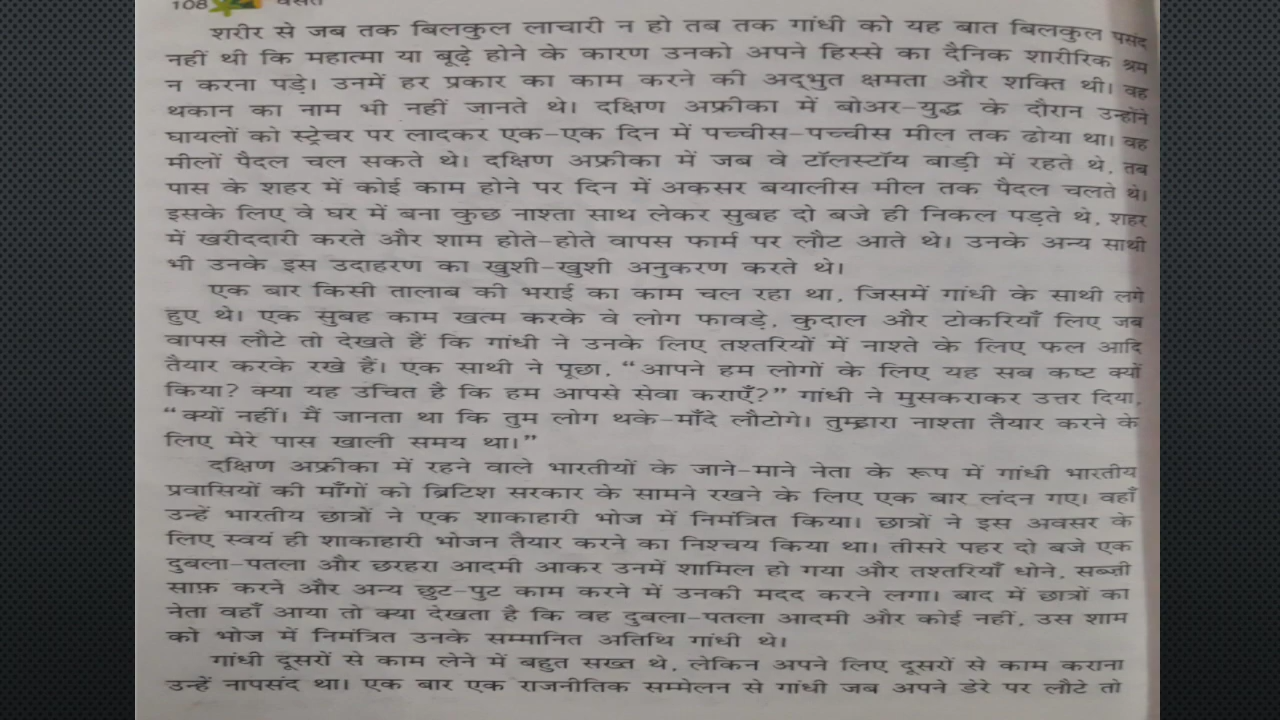 108 वसंत
शरीर से जब तक बिलकुल लाचारी न हो तब तक गांधी को यह बात बिलकुल पसंद
नहीं थी कि महात्मा या बूढ़े होने के कारण उनको अपने हिस्से का दैनिक शारीरिक श्रम
न करना पड़े। उनमें हर प्रकार का काम करने की अद्भुत क्षमता और शक्ति थी। वह
थकान का नाम भी नहीं जानते थे। दक्षिण अफ्रीका में बोअर-युद्ध के दौरान उन्होंने
घायलों को स्ट्रेचर पर लादकर एक-एक दिन में पच्चीस-पच्चीस मील तक ढोया था। वह
मीलों पैदल चल सकते थे। दक्षिण अफ्रीका में जब वे टॉलस्टॉय बाड़ी में रहते थे, तब
पास के शहर में कोई काम होने पर दिन में अकसर बयालीस मील तक पैदल चलते थे।
इसके लिए वे घर में बना कुछ नाश्ता साथ लेकर सुबह दो बजे ही निकल पड़ते थे, शहर
में खरीददारी करते और शाम होते-होते वापस फार्म पर लौट आते थे। उनके अन्य साथी
भी उनके इस उदाहरण का खुशी-खुशी अनुकरण करते थे।
एक बार किसी तालाब की भराई का काम चल रहा था, जिसमें गांधी के साथी लगे
हुए थे। एक सुबह काम खत्म करके वे लोग फावड़े, कुदाल और टोकरियाँ लिए जब
वापस लौटे तो देखते हैं कि गांधी ने उनके लिए तश्तरियों में नाश्ते के लिए फल आदि
तैयार करके रखे हैं। एक साथी ने पूछा, “आपने हम लोगों के लिए यह सब कष्ट क्यों
किया? क्या यह उचित है कि हम आपसे सेवा कराएँ?” गांधी ने मुसकराकर उत्तर दिया,
“क्यों नहीं। मैं जानता था कि तुम लोग थके-माँदे लौटोगे। तुम्हारा नाश्ता तैयार करने के
लिए मेरे पास खाली समय था।”
दक्षिण अफ्रीका में रहने वाले भारतीयों के जाने-माने नेता के रूप में गांधी भारतीय
प्रवासियों की माँगों को ब्रिटिश सरकार के सामने रखने के लिए एक बार लंदन गए। वहाँ
उन्हें भारतीय छात्रों ने एक शाकाहारी भोज में निमंत्रित किया। छात्रों ने इस अवसर के
लिए स्वयं ही शाकाहारी भोजन तैयार करने का निश्चय किया था। तीसरे पहर दो बजे एक
दुबला-पतला और छरहरा आदमी आकर उनमें शामिल हो गया और तश्तरियाँ धोने, सब्ज़ी
साफ़ करने और अन्य छुट-पुट काम करने में उनकी मदद करने लगा। बाद में छात्रों का
नेता वहाँ आया तो क्या देखता है कि वह दुबला-पतला आदमी और कोई नहीं, उस शाम
को भोज में निमंत्रित उनके सम्मानित अतिथि गांधी थे।
गांधी दूसरों से काम लेने में बहुत सख्त थे, लेकिन अपने लिए दूसरों से काम कराना
उन्हें नापसंद था। एक बार एक राजनीतिक सम्मेलन से गांधी जब अपने डेरे पर लौटे तो